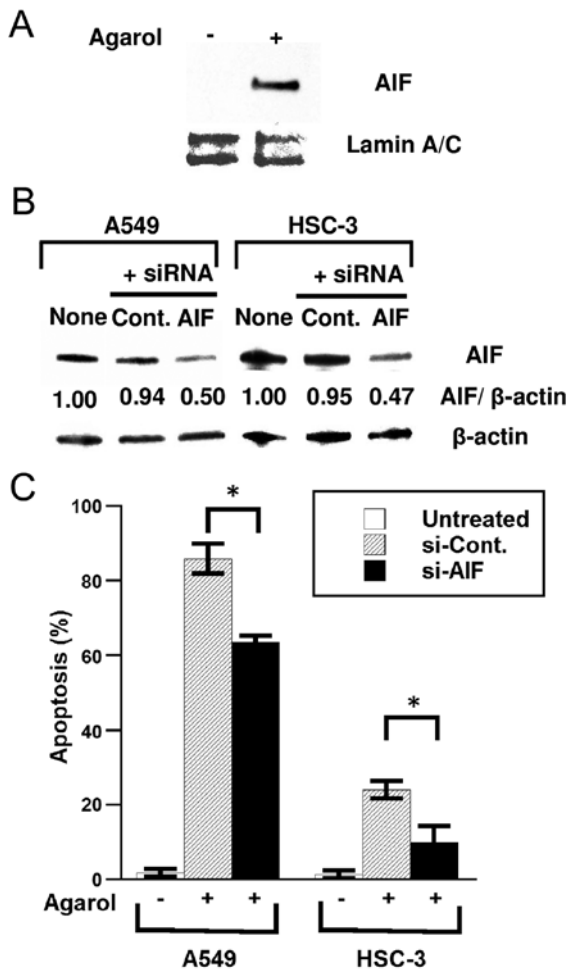 A
Agarol - +
AIF
Lamin A/C
B
A549 HSC-3
+ siRNA + siRNA
None Cont. AIF None Cont. AIF
AIF
1.00 0.94 0.50 1.00 0.95 0.47 AIF/ β-actin
β-actin
C
Apoptosis (%)
100
80
60
40
20
0
* *
Untreated
si-Cont.
si-AIF
Agarol - + + - + +
A549 HSC-3